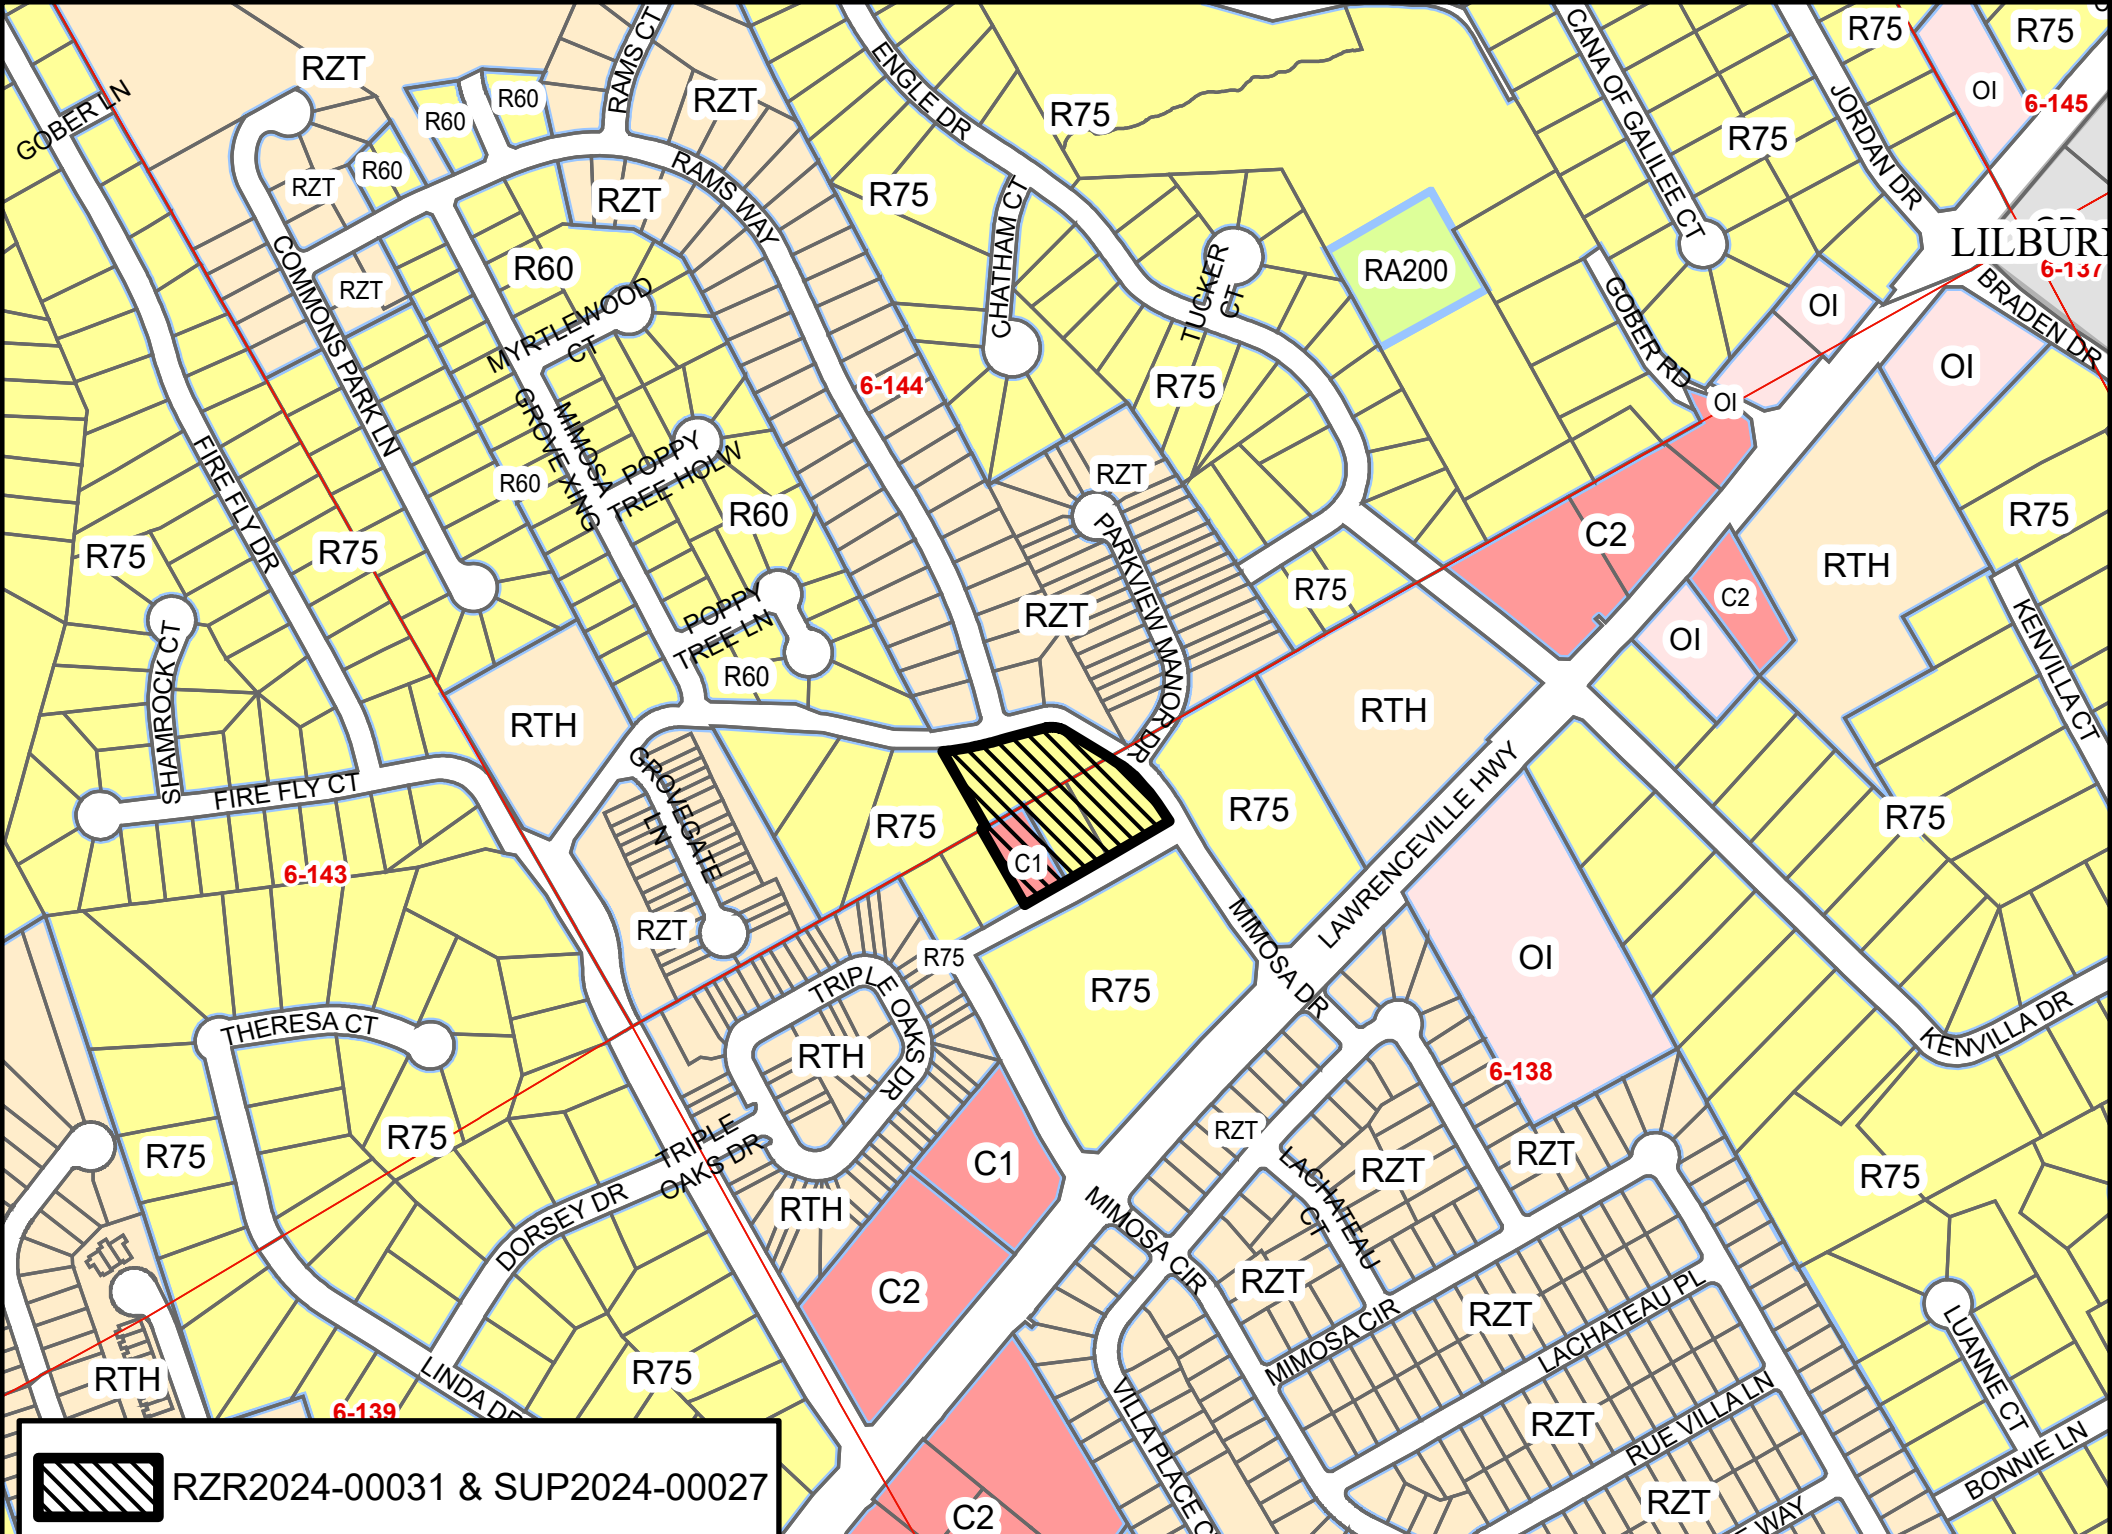 R75
R75
OI
6-145
RZT
R60
R60
RAMS CT
RZT
ENGLE DR
R75
CANA OF GALILEE CT
R75
JORDAN DR
GOBER LN
RZT
R60
RZT
RAMS WAY
R75
CHATHAM CT
TUCKER
CT
RA200
LILBUR
6-137
BRADEN DR
COMMONS PARK LN
RZT
R60
MYRTLEWOOD
CT
GOBER RD
OI
OI
OI
6-144
R75
FIRE FLY DR
R75
R75
MIMOSA
GROVE XING
R60
POPPY
TREE HOLW
R60
RZT
PARKVIEW MANOR DR
RZT
R75
C2
C2
OI
RTH
R75
KENVILLA CT
SHAMROCK CT
POPPY
TREE LN
R60
RTH
RTH
FIRE FLY CT
GROVEGATE
LN
R75
C1
R75
LAWRENCEVILLE HWY
R75
6-143
RZT
R75
R75
MIMOSA DR
OI
THERESA CT
TRIPLE OAKS DR
RTH
6-138
KENVILLA DR
R75
R75
TRIPLE
OAKS DR
C1
RZT
LACHATEAU
CT
RZT
RZT
R75
DORSEY DR
RTH
MIMOSA CIR
C2
RZT
MIMOSA CIR
RZT
LACHATEAU PL
LUANNE CT
RTH
LINDA DR
R75
VILLA PLACE C
RZT
RUE VILLA LN
BONNIE LN
6-139
RZT
WAY
C2
RZR2024-00031 & SUP2024-00027